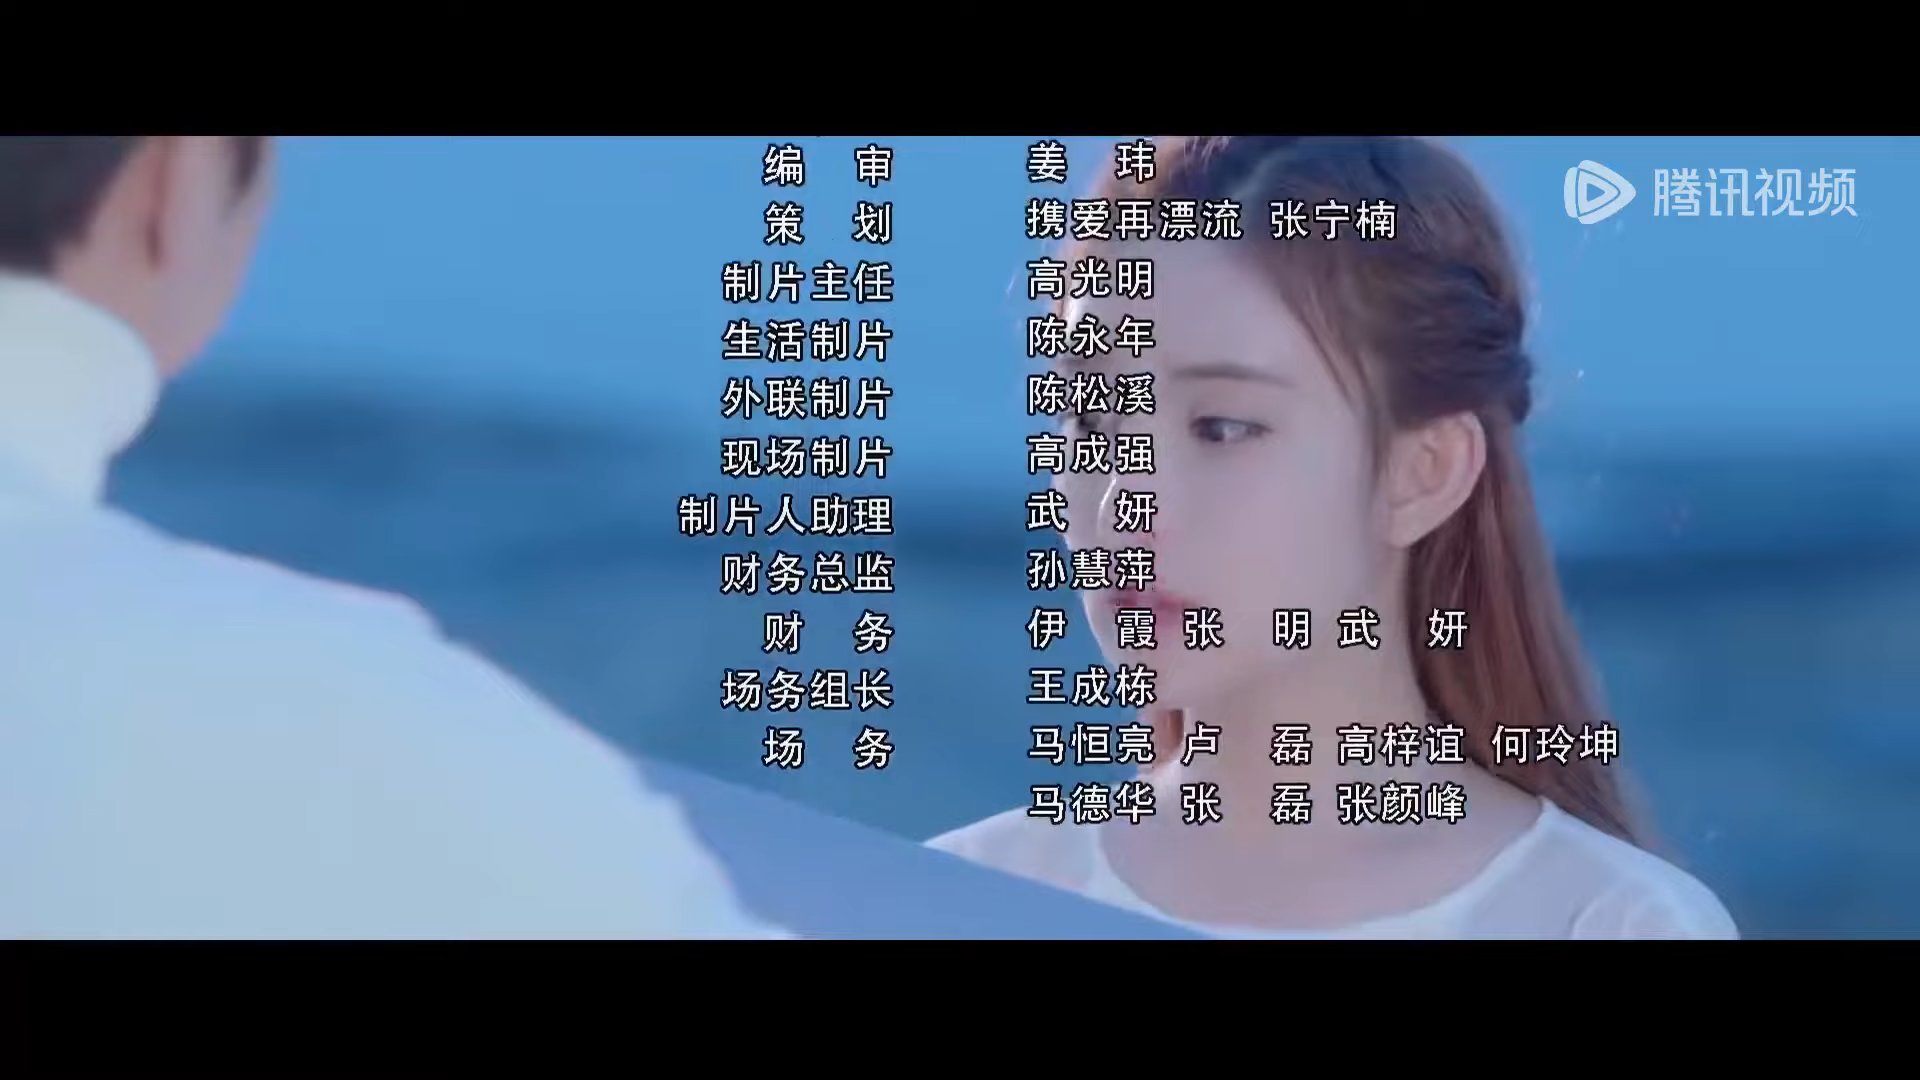 编 审 姜 玮
腾讯视频
策 划 携爱再漂流 张宁楠
制片主任 高光明
生活制片 陈永年
外联制片 陈松溪
现场制片 高成强
制片人助理 武 妍
财务总监 孙慧萍
财 务 伊 霞 张 明 武 妍
场务组长 王成栋
场 务 马恒亮 卢 磊 高梓谊 何玲坤
马德华 张 磊 张颜峰